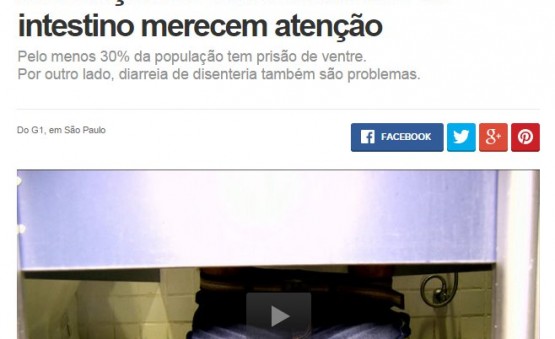 intestino merecem atenção
Pelo menos 30% da população tem prisão de ventre.
Por outro lado, diarreia de disenteria também são problemas.
Do G1, em São Paulo
FACEBOOK